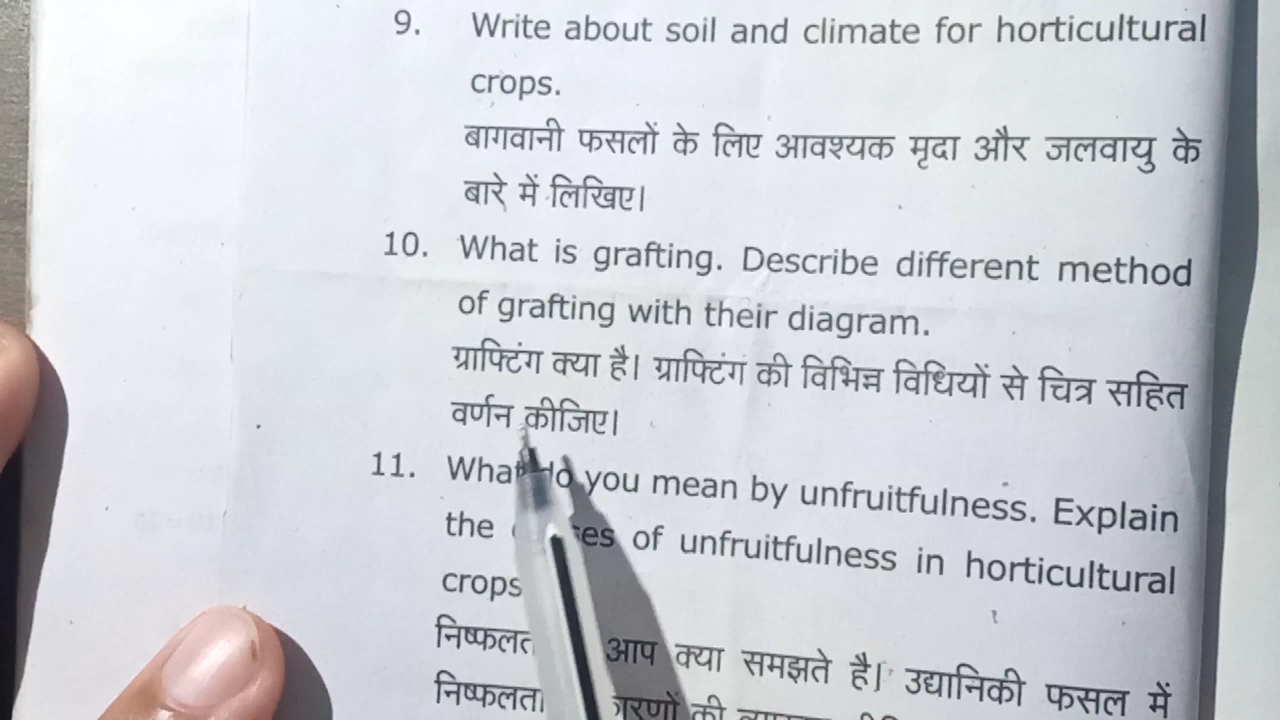 9. Write about soil and climate for horticultural
crops.
बागवानी फसलों के लिए आवश्यक मृदा और जलवायु के
बारे में लिखिए।
10. What is grafting. Describe different method
of grafting with their diagram.
ग्राफ्टिंग क्या है। ग्राफ्टिंग की विभिन्न विधियों से चित्र सहित
वर्णन कीजिए।
11. What do you mean by unfruitfulness. Explain
the of unfruitfulness in horticultural
crops
आप क्या समझते है। उद्यानिकी फसल में
की